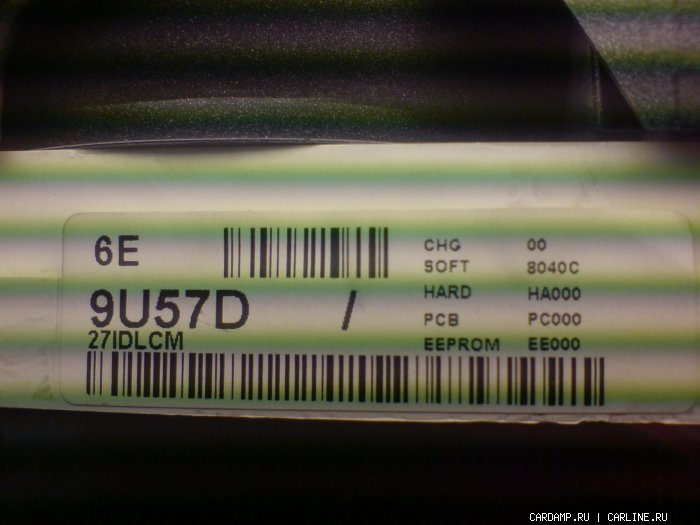 6E
CHG 00
SOFT 8040C
9U57D /
HARD HA000
PCB PC000
27IDLCM
EEPROM EE000
CARDAMP.RU | CARLINE.RU